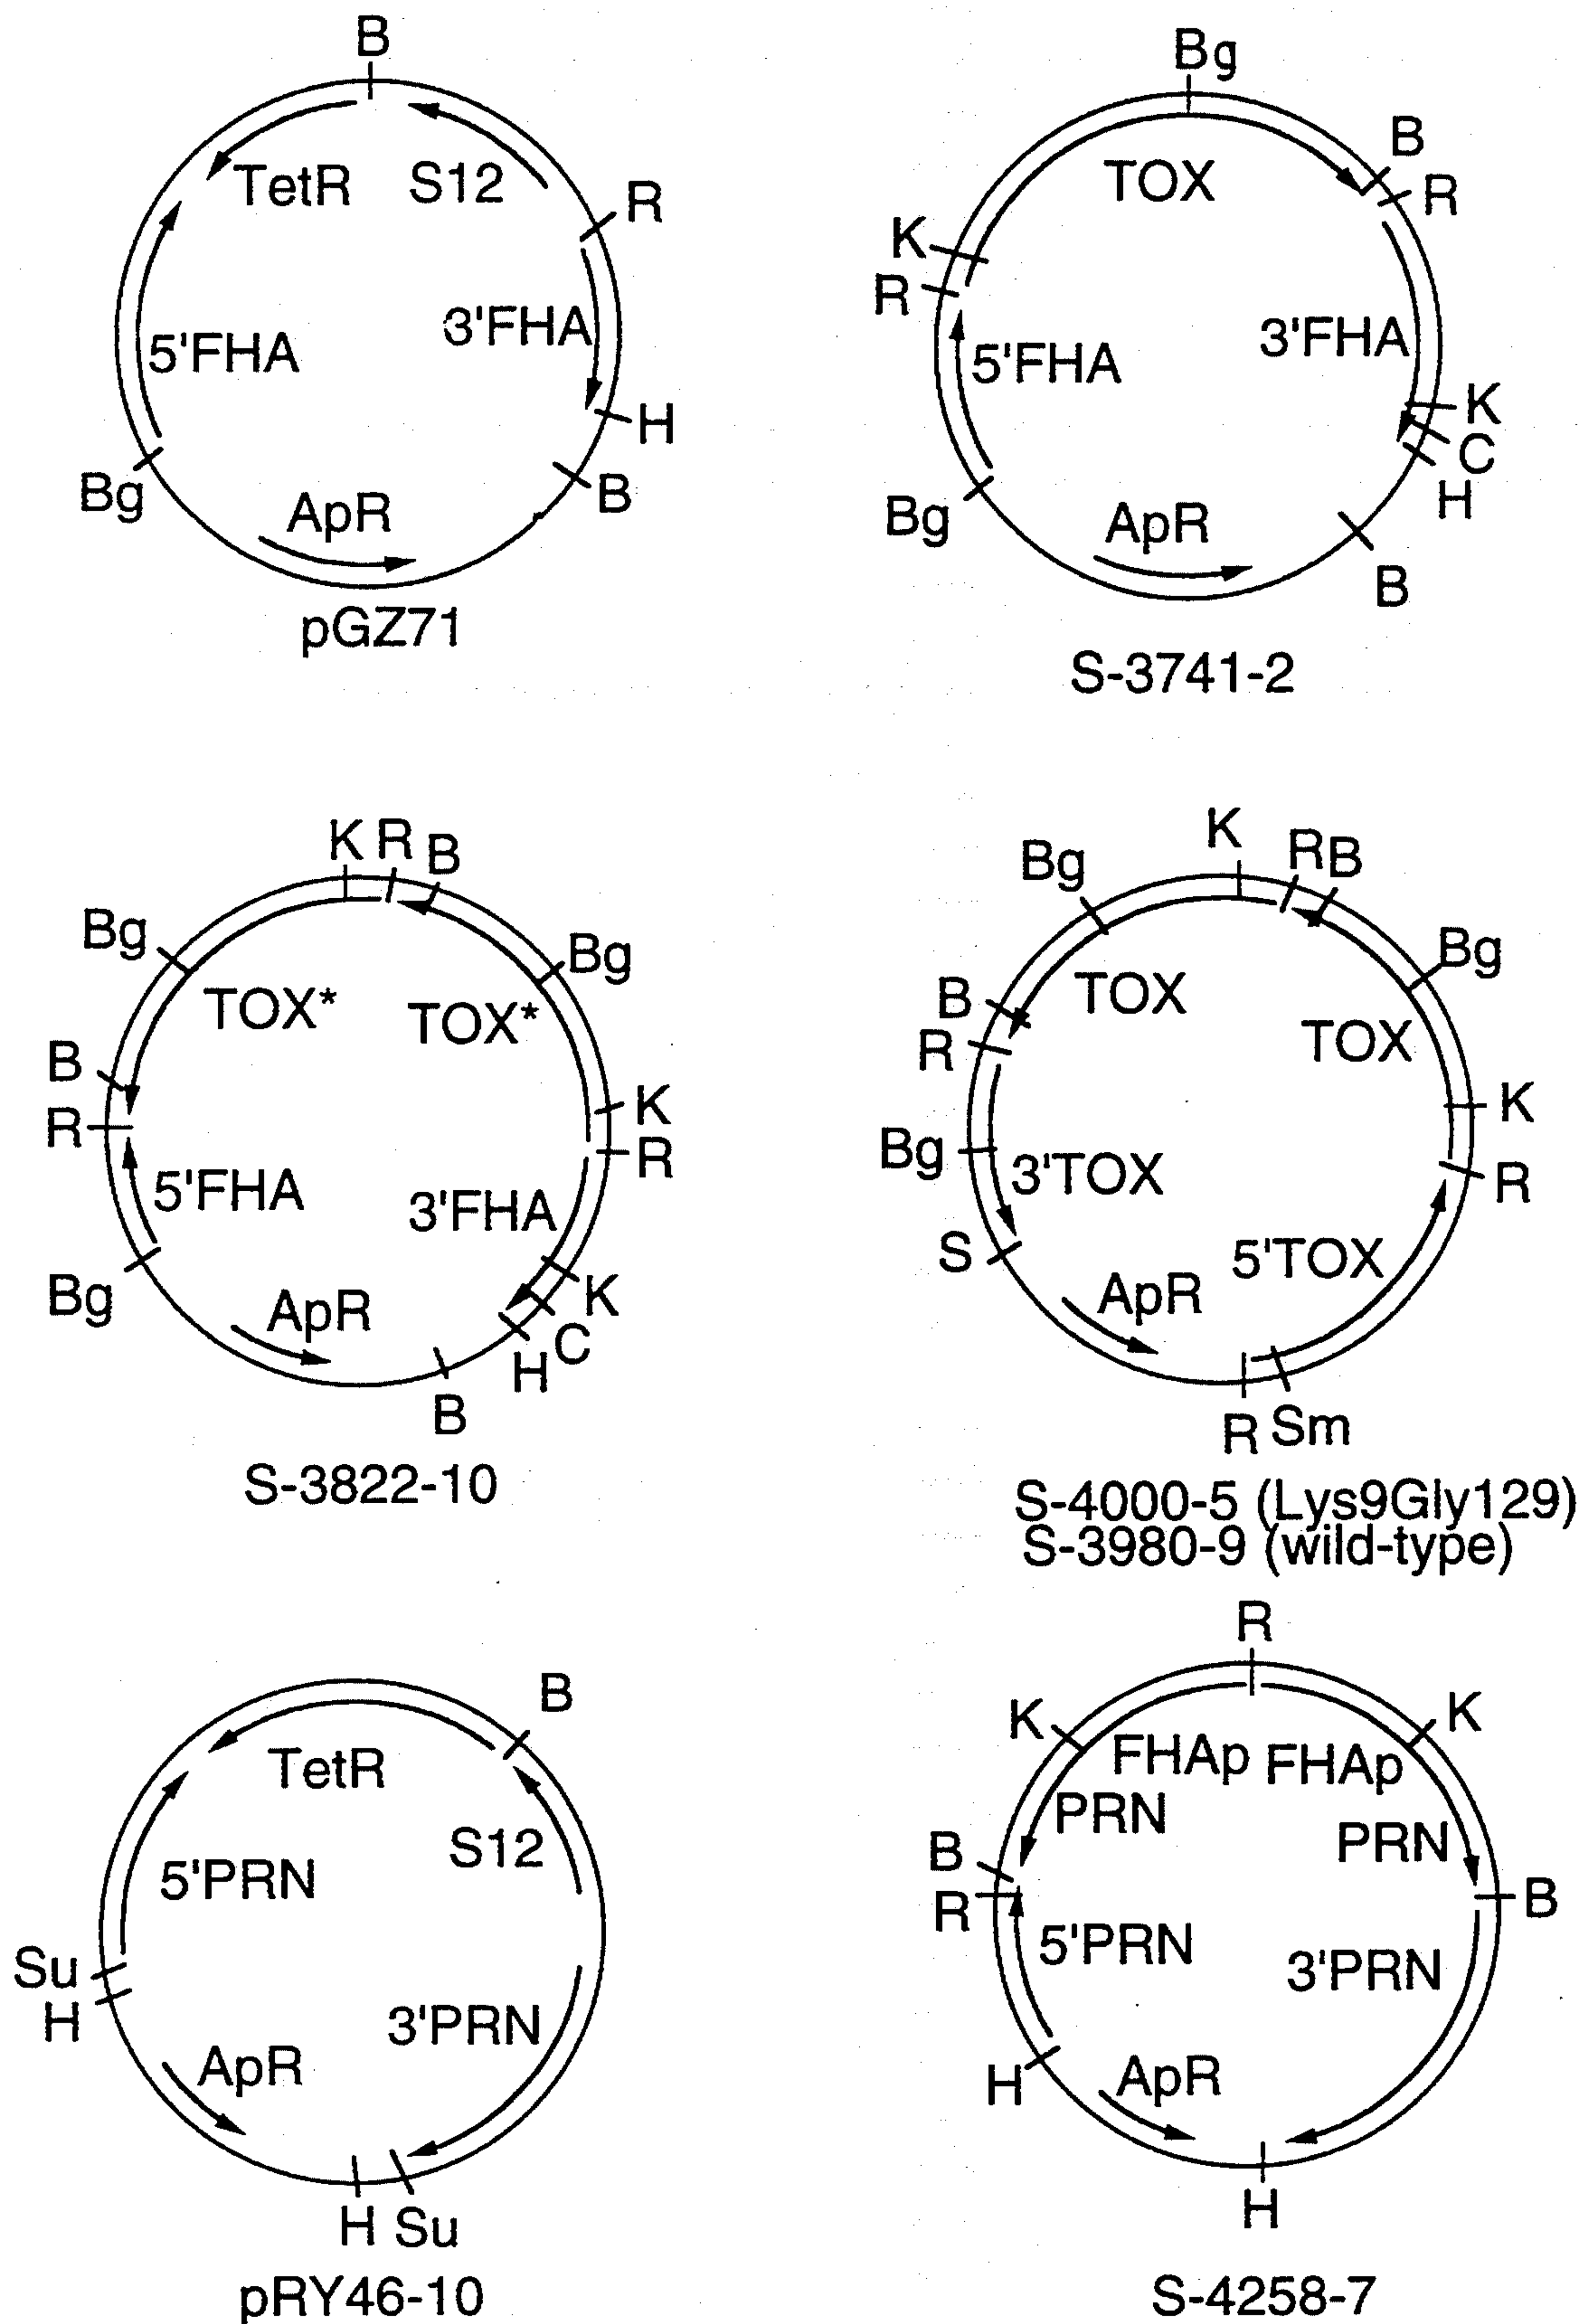 B
TetR
S12
R
3'FHA
5'FHA
H
Bg
B
ApR
pGZ71
Bg
B
TOX
R
K
R
3'FHA
5'FHA
K
C
H
Bg
ApR
B
S-3741-2
K R B
Bg
Bg
TOX*
TOX*
B
K
R
R
5'FHA
3'FHA
Bg
K
ApR
C
H
B
S-3822-10
K
RB
Bg
Bg
TOX
B
TOX
R
K
Bg
3'TOX
R
S
5'TOX
ApR
R Sm
S-4000-5 (Lys9Gly129)
S-3980-9 (wild-type)
B
TetR
S12
5'PRN
Su
H
3'PRN
ApR
H Su
pRY46-10
R
K
K
FHAp FHAp
PRN
PRN
B
B
R
5'PRN
3'PRN
H
ApR
H
S-4258-7